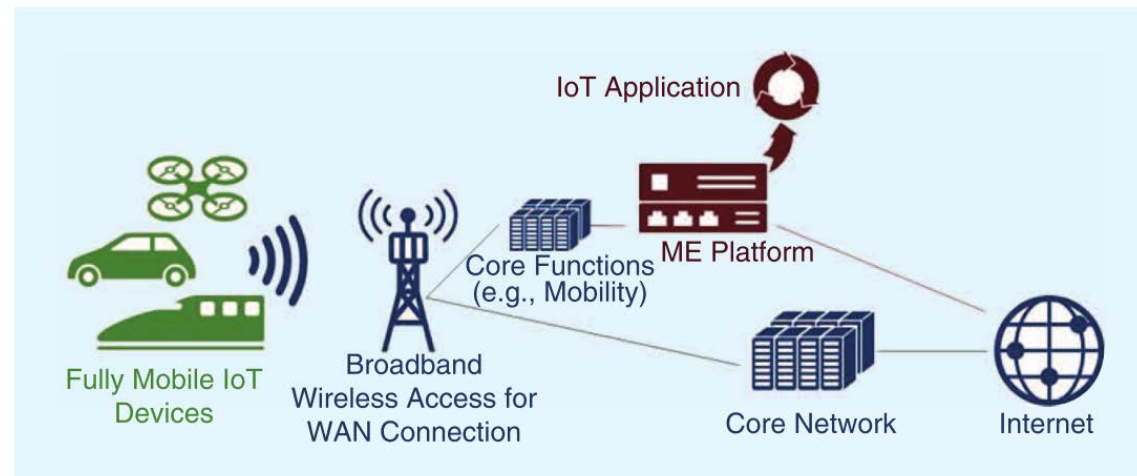 IoT Application
ME Platform
Core Functions
(e.g., Mobility)
Fully Mobile IoT
Devices
Broadband
Wireless Access for
WAN Connection
Core Network
Internet